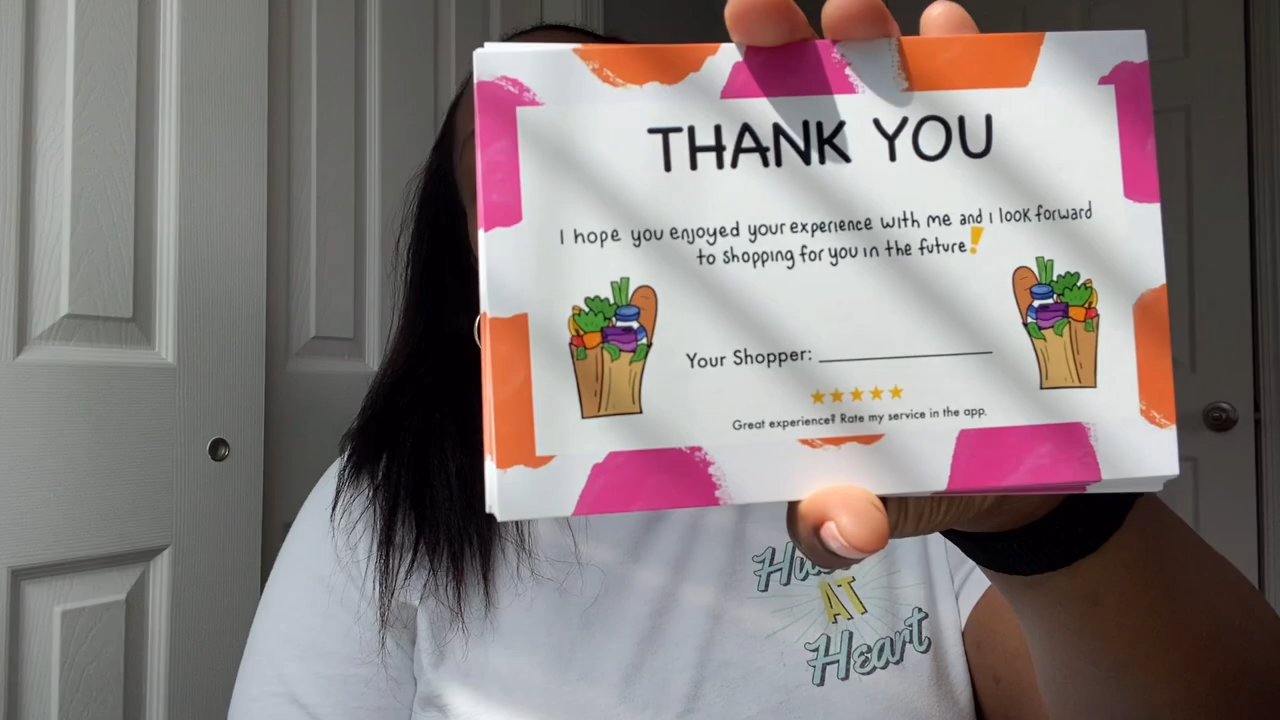 THANK YOU
I hope you enjoyed your experience with me and I look forward
to shopping for you in the future!
Your Shopper:
Great experience? Rate my service in the app.
AT
Heart